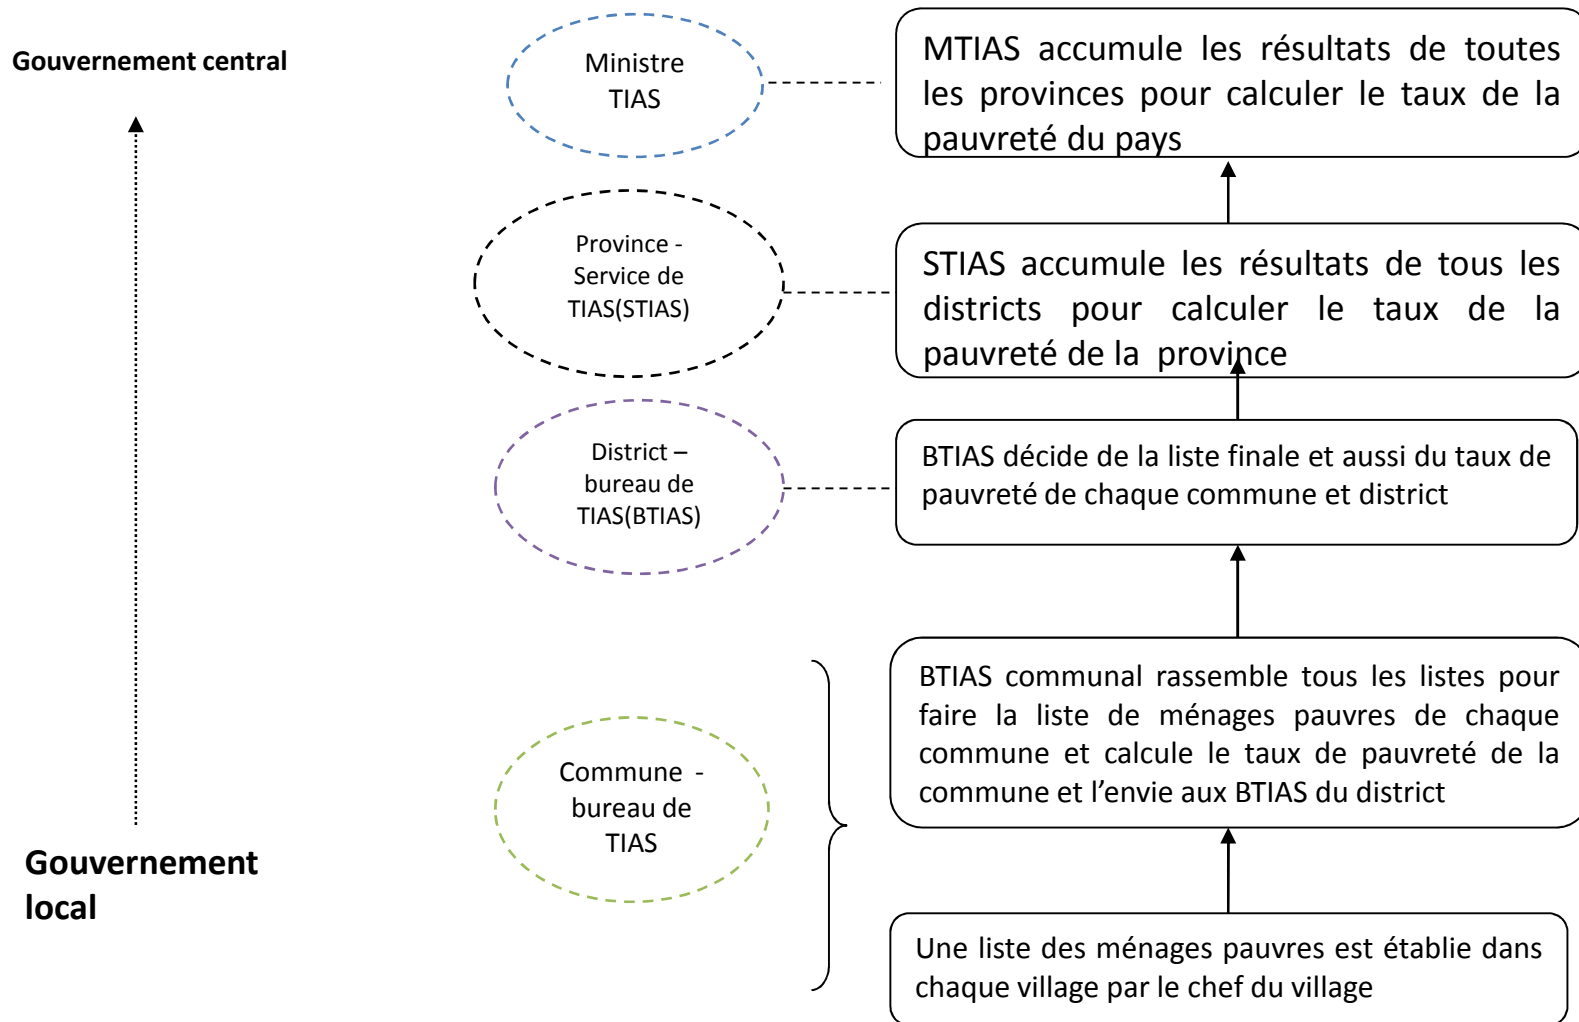 Gouvernement central
Ministre
TIAS
MTIAS accumule les résultats de toutes
les provinces pour calculer le taux de la
pauvreté du pays
Province -
Service de
TIAS(STIAS)
STIAS accumule les résultats de tous les
districts pour calculer le taux de la
pauvreté de la province
District –
bureau de
TIAS(BTIAS)
BTIAS décide de la liste finale et aussi du taux de
pauvreté de chaque commune et district
Commune -
bureau de
TIAS
BTIAS communal rassemble tous les listes pour
faire la liste de ménages pauvres de chaque
commune et calcule le taux de pauvreté de la
commune et l’envie aux BTIAS du district
Gouvernement
local
Une liste des ménages pauvres est établie dans
chaque village par le chef du village